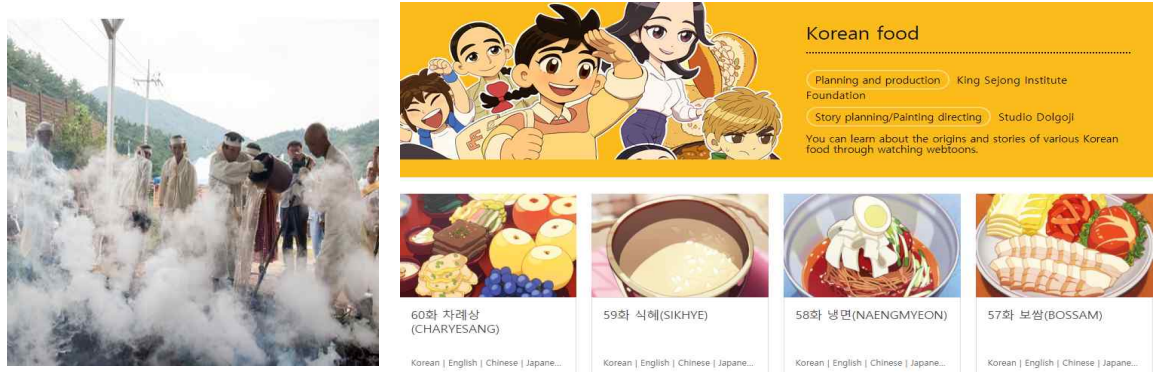 Korean food
Planning and production King Sejong Institute
Foundation
Story planning/Painting directing Studio Dolgoji
You can learn about the origins and stories of various Korean
food through watching webtoons.
60화 차례상
(CHARYESANG)
Korean | English | Chinese | Japane...
59화 식혜(SIKHYE)
Korean | English | Chinese | Japane...
58화 냉면(NAENGMYEON)
Korean | English | Chinese | Japane...
57화 보쌈(BOSSAM)
Korean | English | Chinese | Japane...